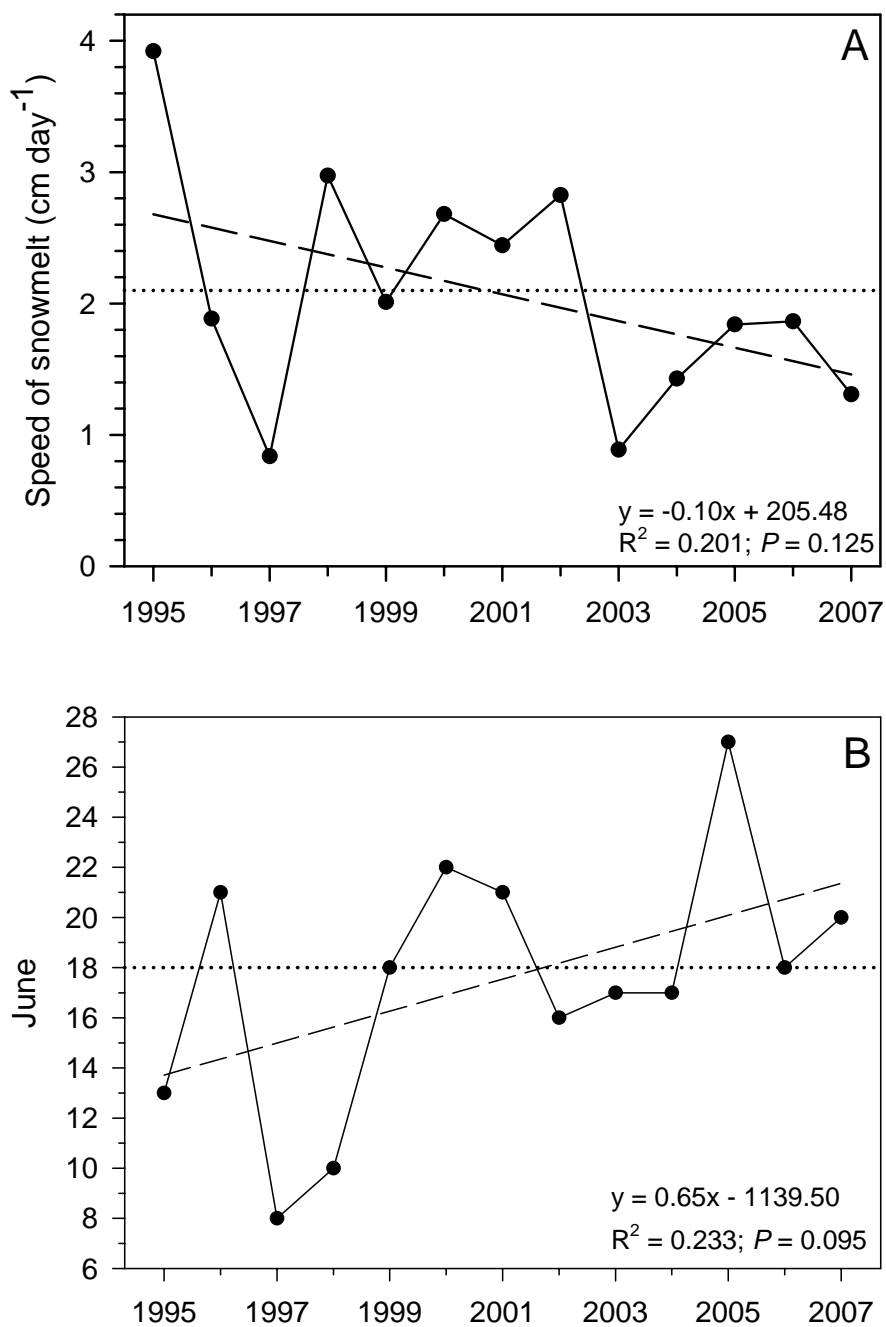 A
Speed of snowmelt (cm day-1)
4
3
2
1
0
y = -0.10x + 205.48
R2 = 0.201; P = 0.125
1995 1997 1999 2001 2003 2005 2007
B
June
28
26
24
22
20
18
16
14
12
10
8
6
y = 0.65x - 1139.50
R2 = 0.233; P = 0.095
1995 1997 1999 2001 2003 2005 2007